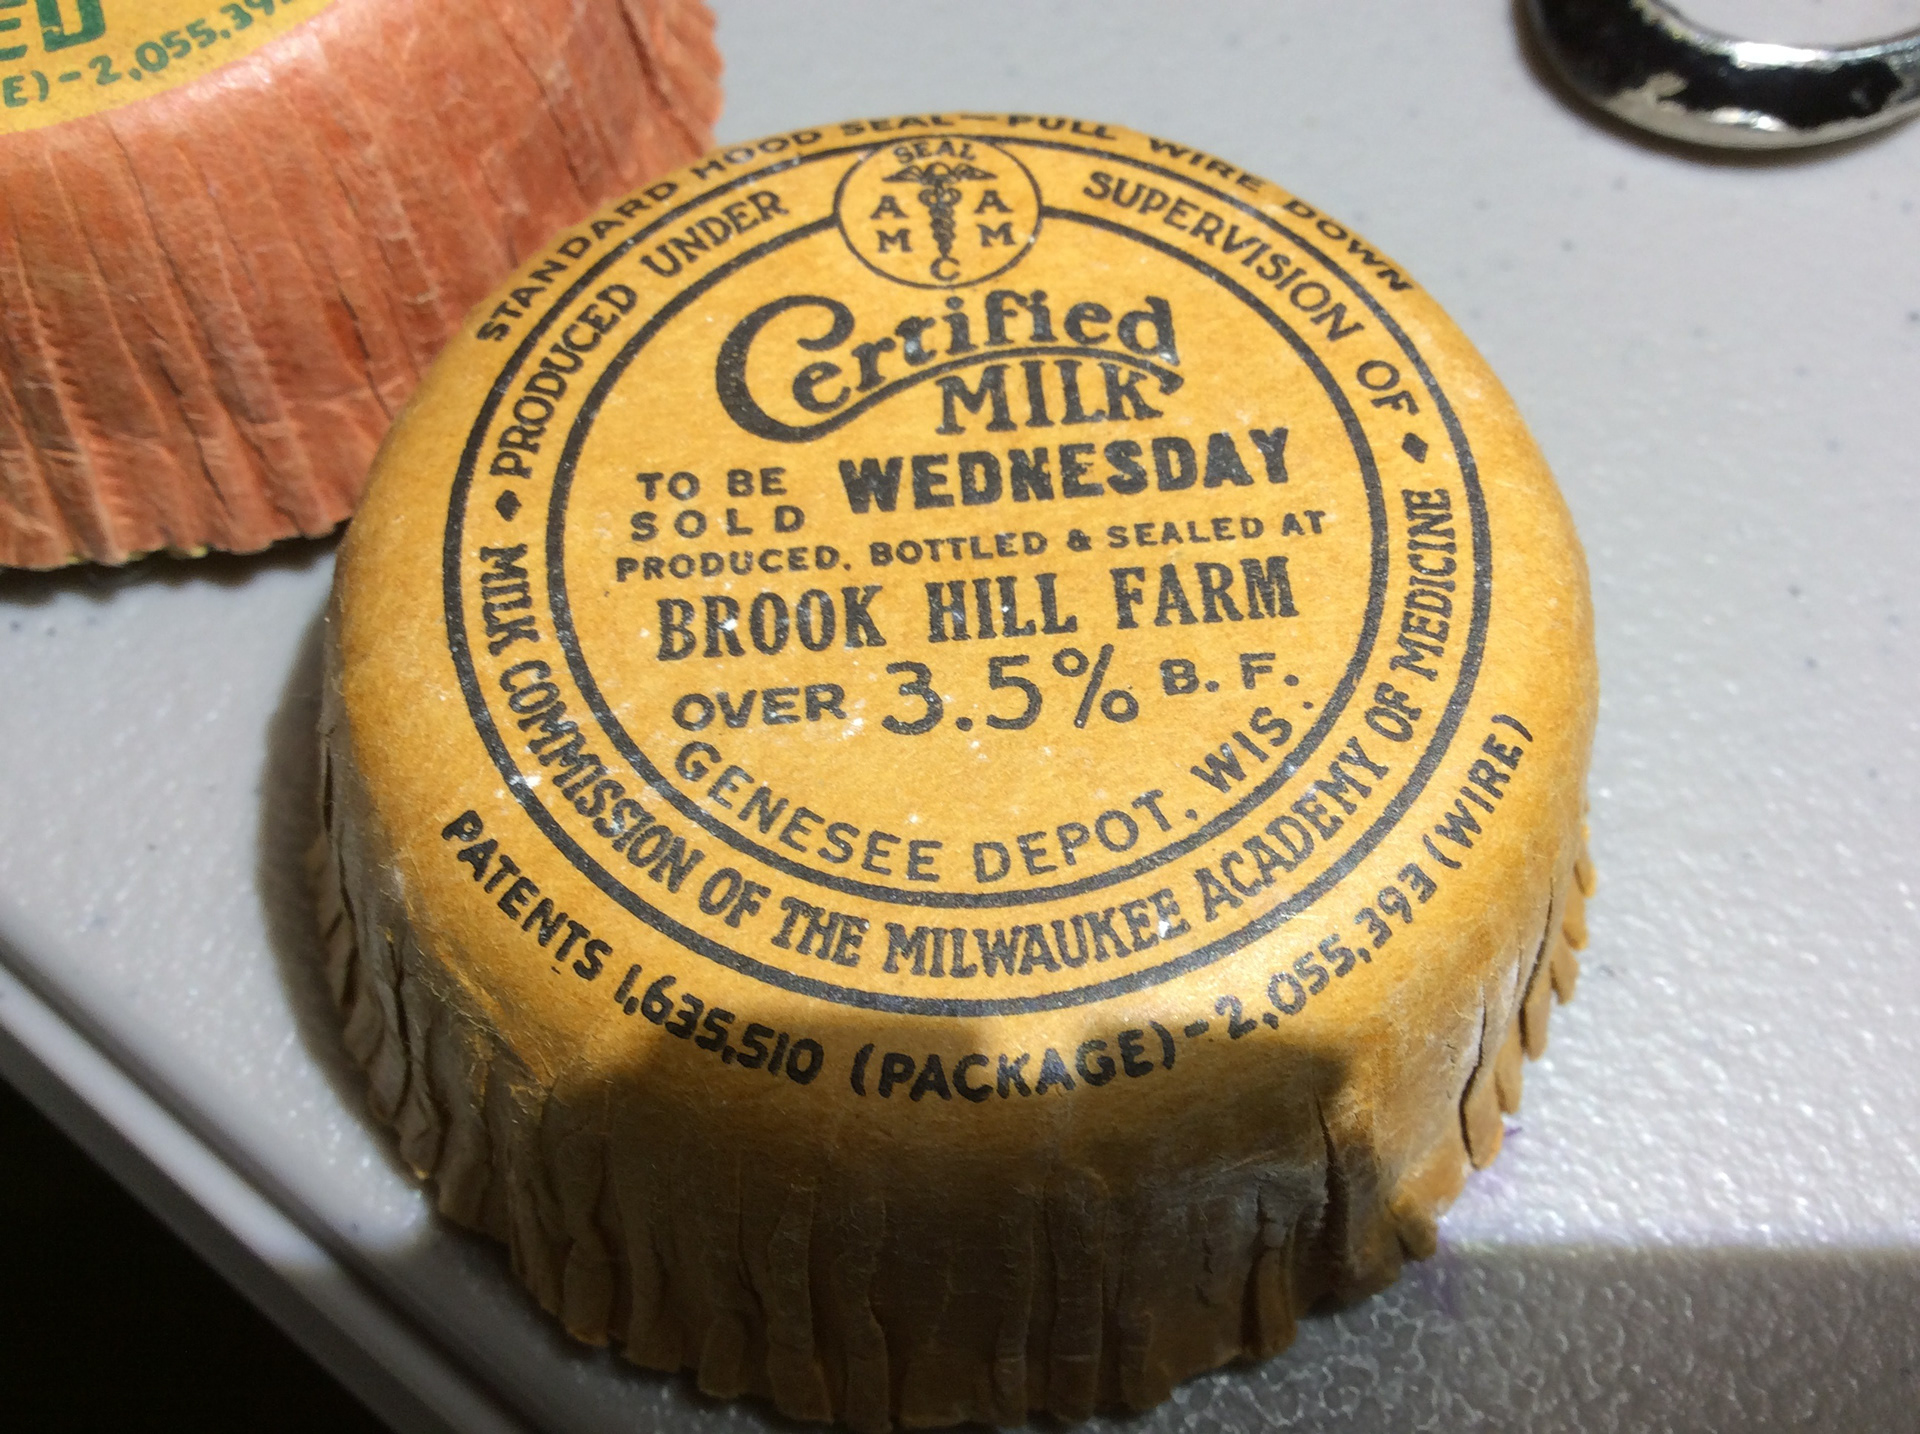 STANDARD HOOD SEAL - PULL WIRE DOWN
PRODUCED UNDER SUPERVISION OF
MILK COMMISSION OF THE MILWAUKEE ACADEMY OF MEDICINE
SEAL
A A
M M
C
Certified
MILK
TO BE SOLD WEDNESDAY
PRODUCED, BOTTLED & SEALED AT
BROOK HILL FARM
OVER 3.5% B. F.
GENESEE DEPOT, WIS.
PATENTS 1,635,510 (PACKAGE) - 2,055,393 (WIRE)
E) - 2,055,39